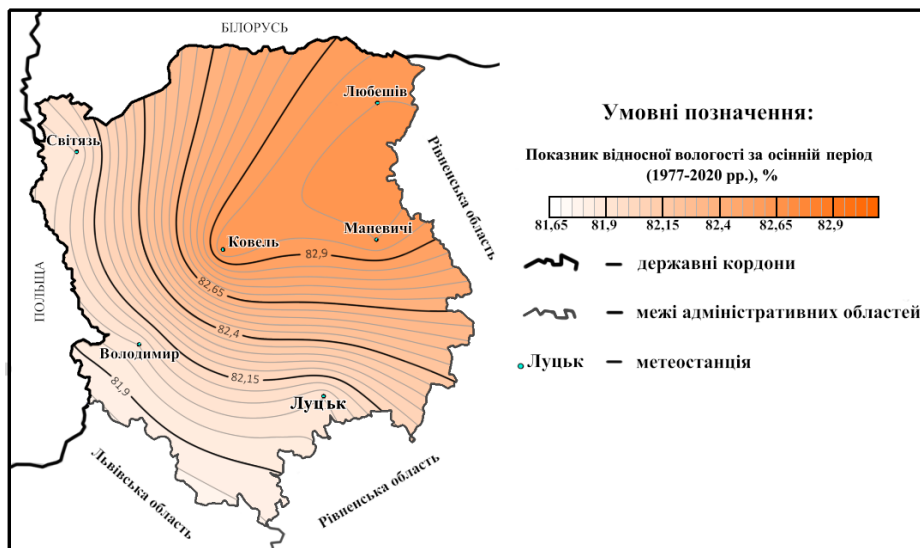 БІЛОРУСЬ
Любешів
Світязь
Рівненська область
Маневичі
Ковель
82,9
ПОЛЬЩА
82,65
82,4
Володимир
82,15
81,9
Луцьк
Львівська область
Рівненська область
Умовні позначення:
Показник відносної вологості за осінній період
(1977-2020 рр.), %
81,65 81,9 82,15 82,4 82,65 82,9
– державні кордони
– межі адміністративних областей
Луцьк – метеостанція